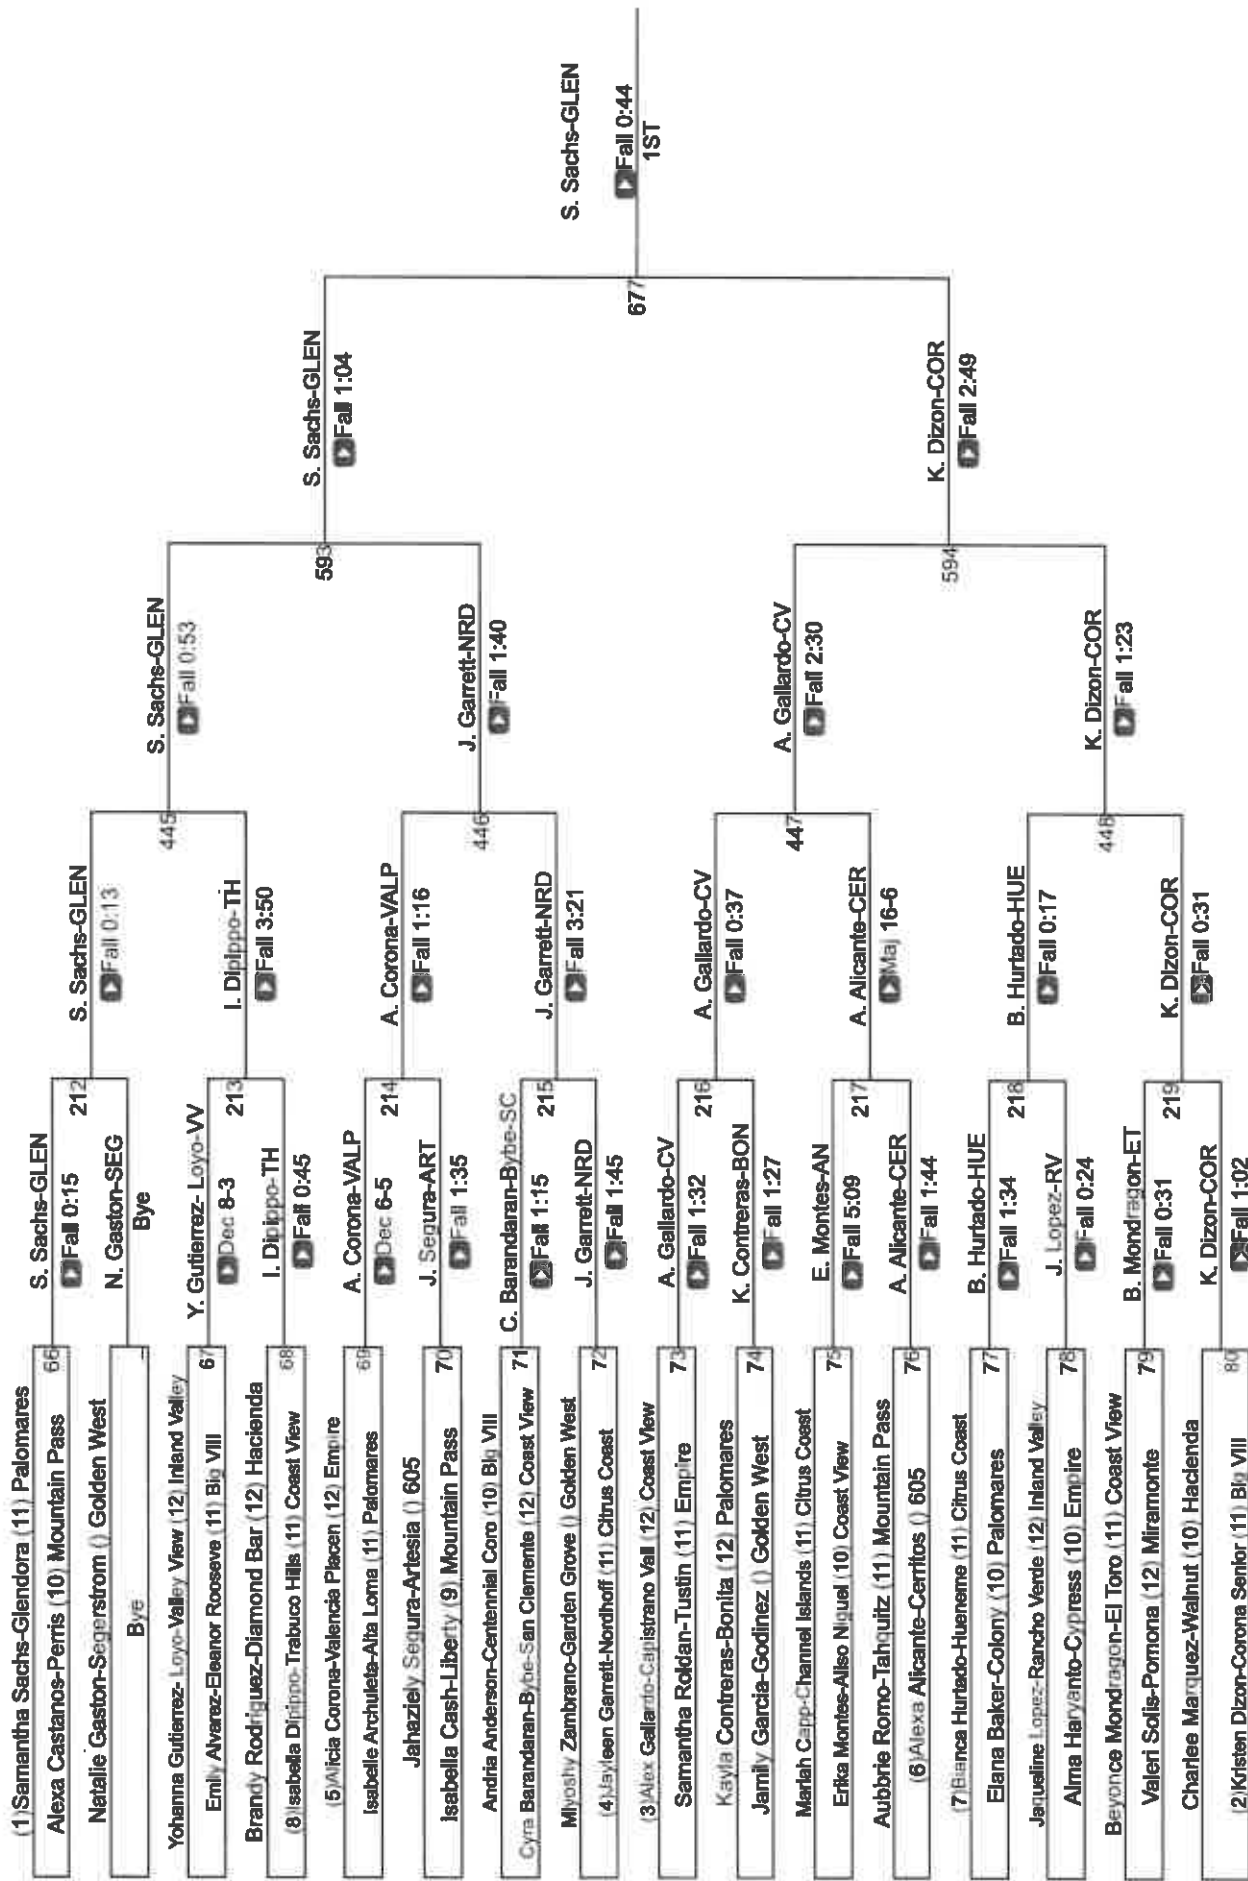 (1)Samantha Sachs-Glendora (11) Palomares
66
Alexa Castanos-Perris (10) Mountain Pass
Natalie Gaston-Segerstrom () Golden West
Bye
Yohanna Gutierrez- Loyo-Valley View (12) Inland Valley
67
Emily Alvarez-Eleanor Rooseve (11) Big VIII
Brandy Rodriguez-Diamond Bar (12) Hacienda
68
(8)Isabella Dipippo-Trabuco Hills (11) Coast View
(5)Alicia Corona-Valencia Placen (12) Empire
69
Isabelle Archuleta-Alta Loma (11) Palomares
Jahaziely Segura-Artesia () 605
70
Isabella Cash-Liberty (9) Mountain Pass
Andria Anderson-Centennial Coro (10) Big VIII
71
Cyra Barandaran-Bybe-San Clemente (12) Coast View
Miyoshy Zambrano-Garden Grove () Golden West
72
(4)Jayleen Garrett-Nordhoff (11) Citrus Coast
(3)Alex Gallardo-Capistrano Vall (12) Coast View
73
Samantha Roldan-Tustin (11) Empire
Kayla Contreras-Bonita (12) Palomares
74
Jamily Garcia-Godinez () Golden West
Mariah Capp-Channel Islands (11) Citrus Coast
75
Erika Montes-Aliso Niguel (10) Coast View
Aubbrie Romo-Tahquitz (11) Mountain Pass
76
(6)Alexa Alicante-Cerritos () 605
(7)Bianca Hurtado-Hueneme (11) Citrus Coast
77
Elana Baker-Colony (10) Palomares
Jaqueline Lopez-Rancho Verde (12) Inland Valley
78
Alma Haryanto-Cypress (10) Empire
Beyonce Mondragon-El Toro (11) Coast View
79
Valeri Solis-Pomona (12) Miramonte
Charlee Marquez-Walnut (10) Hacienda
80
(2)Kristen Dizon-Corona Senior (11) Big VIII
S. Sachs-GLEN
Fall 0:15
212
N. Gaston-SEG
Bye
Y. Gutierrez- Loyo-VV
Dec 8-3
213
I. Dipippo-TH
Fall 0:45
A. Corona-VALP
Dec 6-5
214
J. Segura-ART
Fall 1:35
C. Barandaran-Bybe-SC
Fall 1:15
215
J. Garrett-NRD
Fall 1:45
A. Gallardo-CV
Fall 1:32
216
K. Contreras-BON
Fall 1:27
E. Montes-AN
Fall 5:09
217
A. Alicante-CER
Fall 1:44
B. Hurtado-HUE
Fall 1:34
218
J. Lopez-RV
Fall 0:24
B. Mondragon-ET
Fall 0:31
219
K. Dizon-COR
Fall 1:02
S. Sachs-GLEN
Fall 0:13
445
I. Dipippo-TH
Fall 3:50
A. Corona-VALP
Fall 1:16
446
J. Garrett-NRD
Fall 3:21
A. Gallardo-CV
Fall 0:37
447
A. Alicante-CER
Maj 16-6
B. Hurtado-HUE
Fall 0:17
448
K. Dizon-COR
Fall 0:31
S. Sachs-GLEN
Fall 0:53
593
J. Garrett-NRD
Fall 1:40
A. Gallardo-CV
Fall 2:30
594
K. Dizon-COR
Fall 1:23
S. Sachs-GLEN
Fall 1:04
677
K. Dizon-COR
Fall 2:49
S. Sachs-GLEN
Fall 0:44
1ST